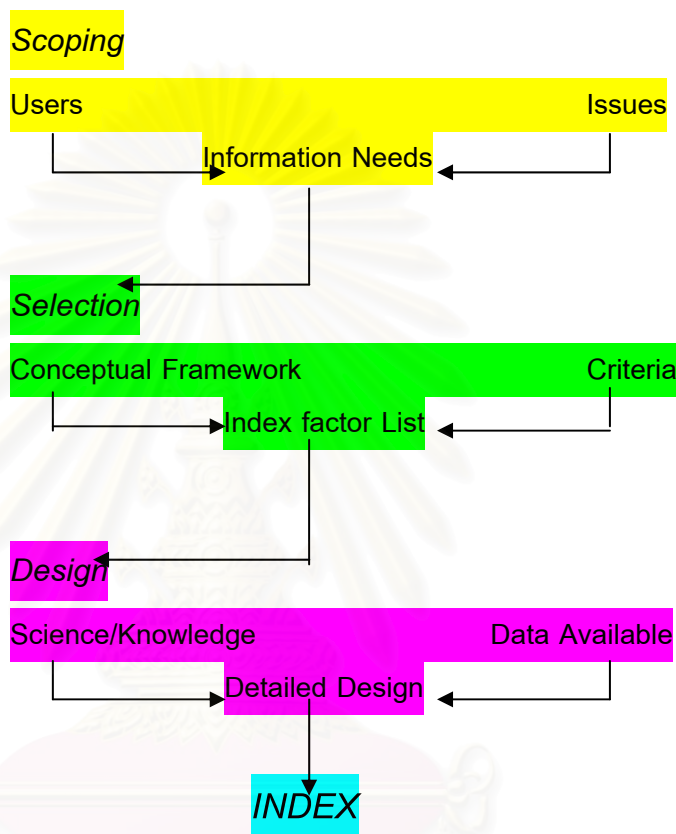 Scoping
Users Issues
Information Needs
Selection
Conceptual Framework Criteria
Index factor List
Design
Science/Knowledge Data Available
Detailed Design
INDEX